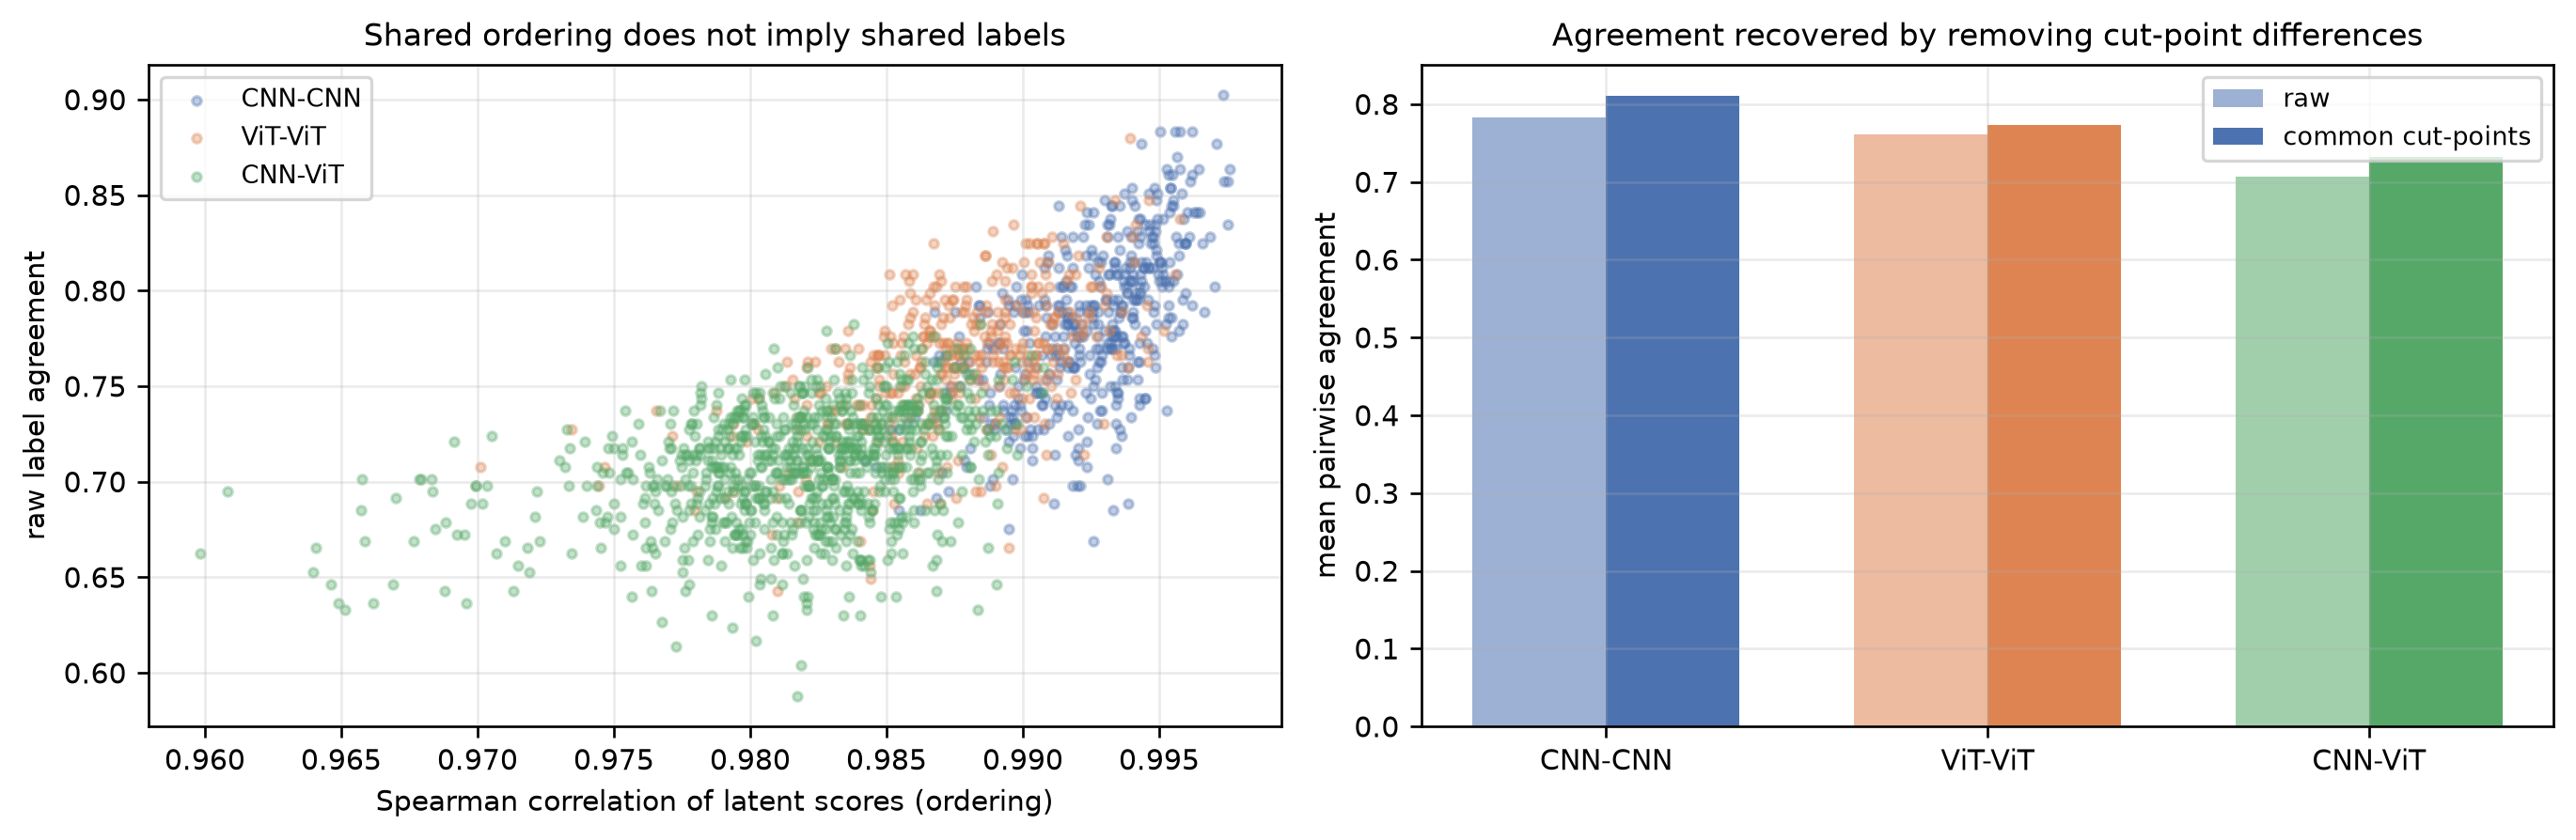 Shared ordering does not imply shared labels
CNN-CNN
ViT-ViT
CNN-ViT
raw label agreement
0.90
0.85
0.80
0.75
0.70
0.65
0.60
0.960 0.965 0.970 0.975 0.980 0.985 0.990 0.995
Spearman correlation of latent scores (ordering)
Agreement recovered by removing cut-point differences
raw
common cut-points
mean pairwise agreement
0.8
0.7
0.6
0.5
0.4
0.3
0.2
0.1
0.0
CNN-CNN ViT-ViT CNN-ViT